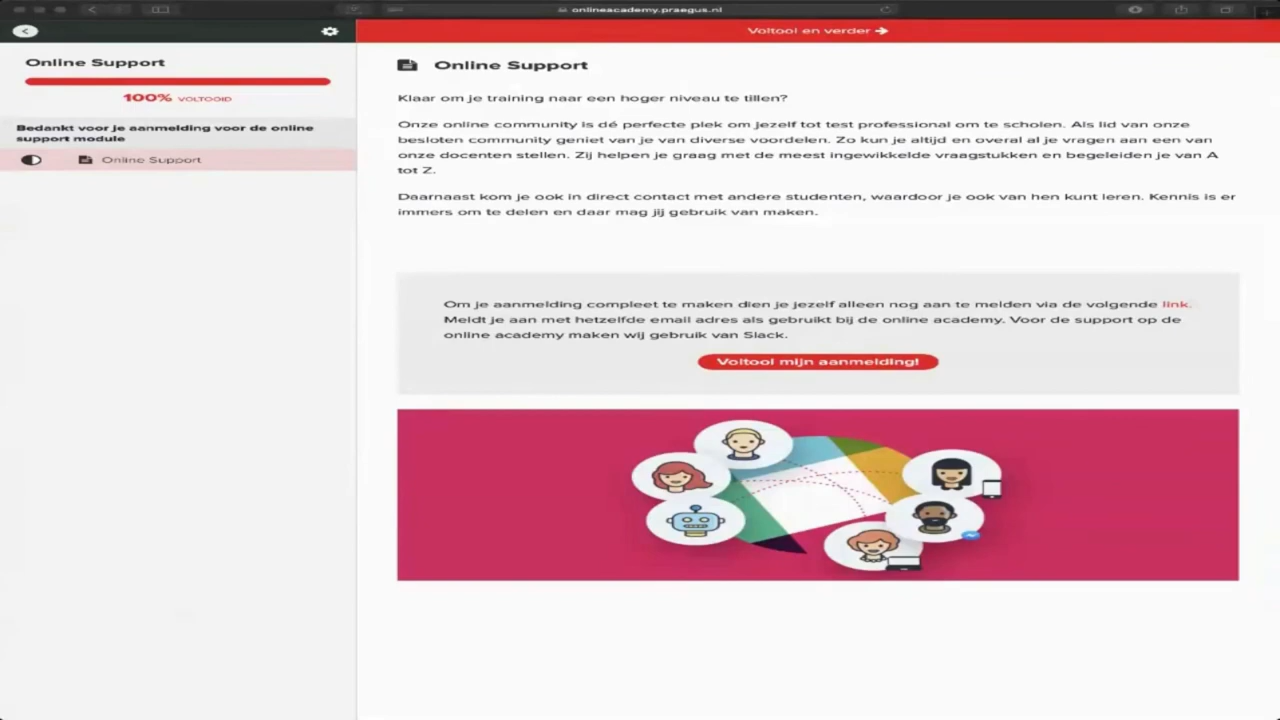 onlineacademy.praegus.nl
Voltooi en verder →
Online Support
100% VOLTOOID
Bedankt voor je aanmelding voor de online
support module
Online Support
Online Support
Klaar om je training naar een hoger niveau te tillen?
Onze online community is dé perfecte plek om jezelf tot test professional om te scholen. Als lid van onze
besloten community geniet van je van diverse voordelen. Zo kun je altijd en overal al je vragen aan een van
onze docenten stellen. Zij helpen je graag met de meest ingewikkelde vraagstukken en begeleiden je van A
tot Z.
Daarnaast kom je ook in direct contact met andere studenten, waardoor je ook van hen kunt leren. Kennis is er
immers om te delen en daar mag jij gebruik van maken.
Om je aanmelding compleet te maken dien je jezelf alleen nog aan te melden via de volgende link.
Meldt je aan met hetzelfde email adres als gebruikt bij de online academy. Voor de support op de
online academy maken wij gebruik van Slack.
Voltooi mijn aanmelding!